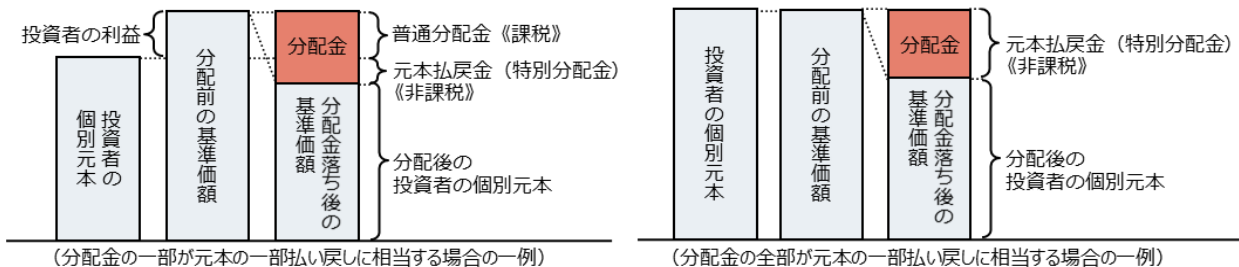 投資者の利益
投資者の
個別元本
分配前の基準価額
分配金
分配金落ち後の
基準価額
普通分配金《課税》
元本払戻金（特別分配金）
《非課税》
分配後の
投資者の個別元本
（分配金の一部が元本の一部払い戻しに相当する場合の一例）
投資者の個別元本
分配前の基準価額
分配金
分配金落ち後の
基準価額
元本払戻金（特別分配金）
《非課税》
分配後の
投資者の個別元本
（分配金の全部が元本の一部払い戻しに相当する場合の一例）